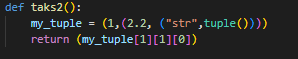 def taks2():
    my_tuple = (1,(2.2, ("str",tuple())))
    return (my_tuple[1][1][0])